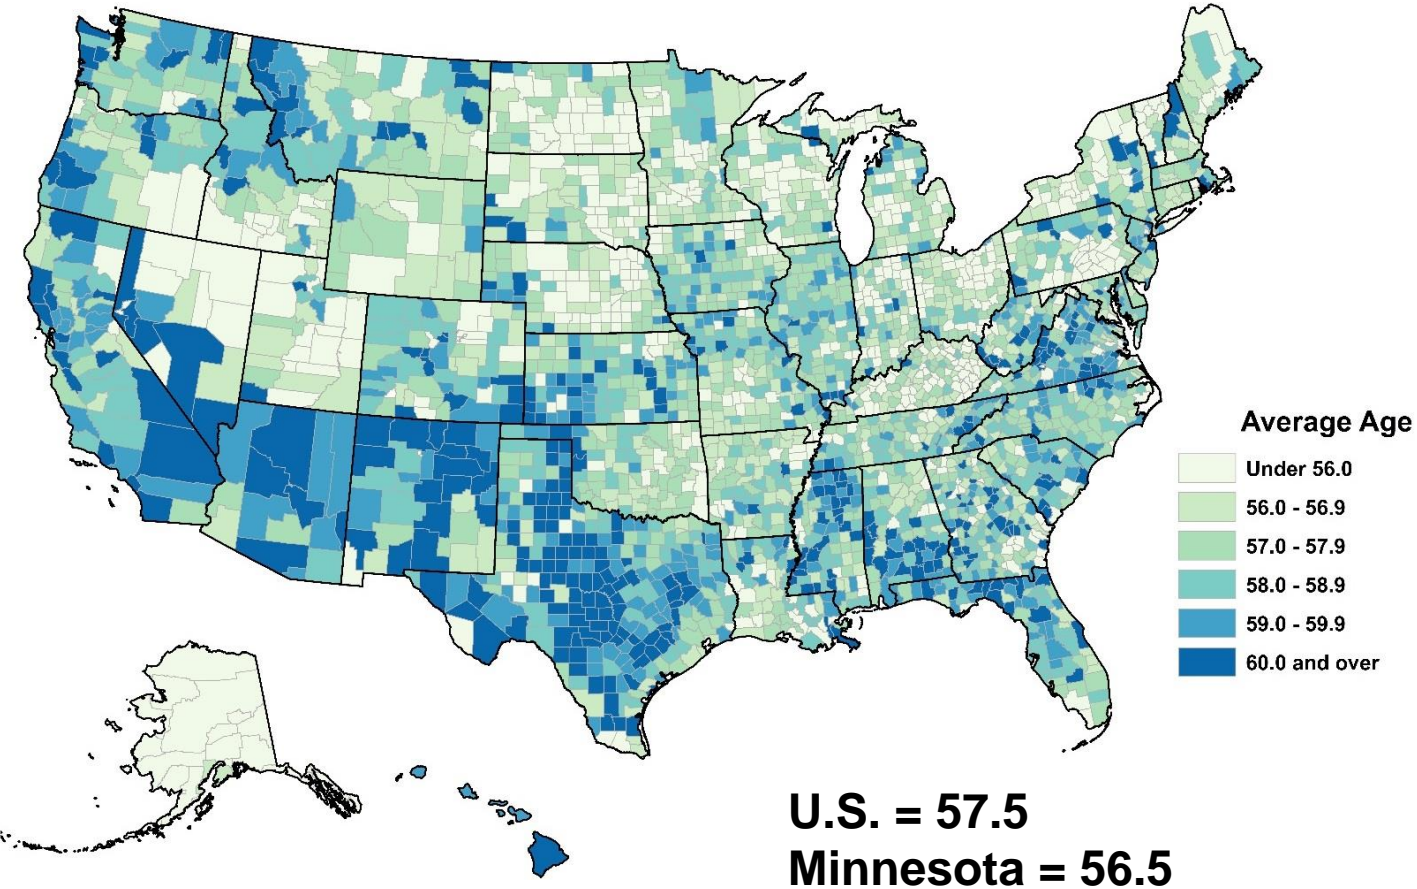 Average Age
Under 56.0
56.0 - 56.9
57.0 - 57.9
58.0 - 58.9
59.0 - 59.9
60.0 and over
U.S. = 57.5
Minnesota = 56.5